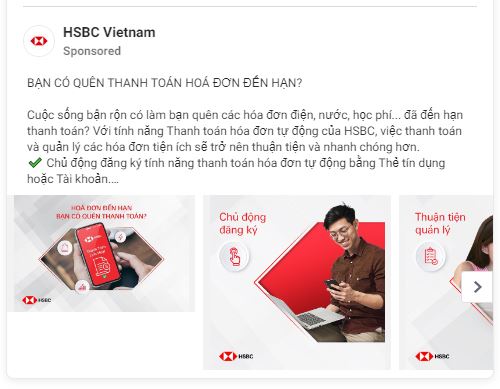 HSBC Vietnam
Sponsored
BẠN CÓ QUÊN THANH TOÁN HOÁ ĐƠN ĐẾN HẠN?
Cuộc sống bận rộn có làm bạn quên các hóa đơn điện, nước, học phí... đã đến hạn
thanh toán? Với tính năng Thanh toán hóa đơn tự động của HSBC, việc thanh toán
và quản lý các hóa đơn tiện ích sẽ trở nên thuận tiện và nhanh chóng hơn.
✔ Chủ động đăng ký tính năng thanh toán hóa đơn tự động bằng Thẻ tín dụng
hoặc Tài khoản....
HOÁ ĐƠN ĐẾN HẠN
BẠN CÓ QUÊN THANH TOÁN?
HSBC
Chủ động
đăng ký
HSBC
Thuận tiện
quản lý
HSBC